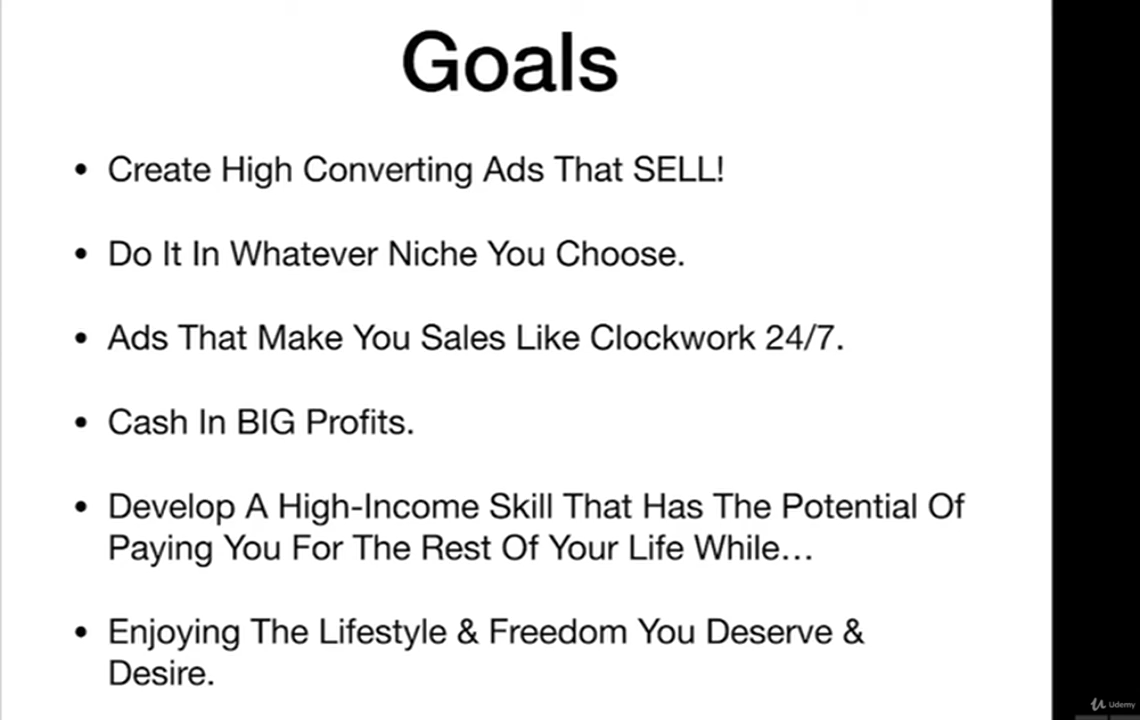 Goals
• Create High Converting Ads That SELL!
• Do It In Whatever Niche You Choose.
• Ads That Make You Sales Like Clockwork 24/7.
• Cash In BIG Profits.
• Develop A High-Income Skill That Has The Potential Of
Paying You For The Rest Of Your Life While…
• Enjoying The Lifestyle & Freedom You Deserve &
Desire.
Udemy